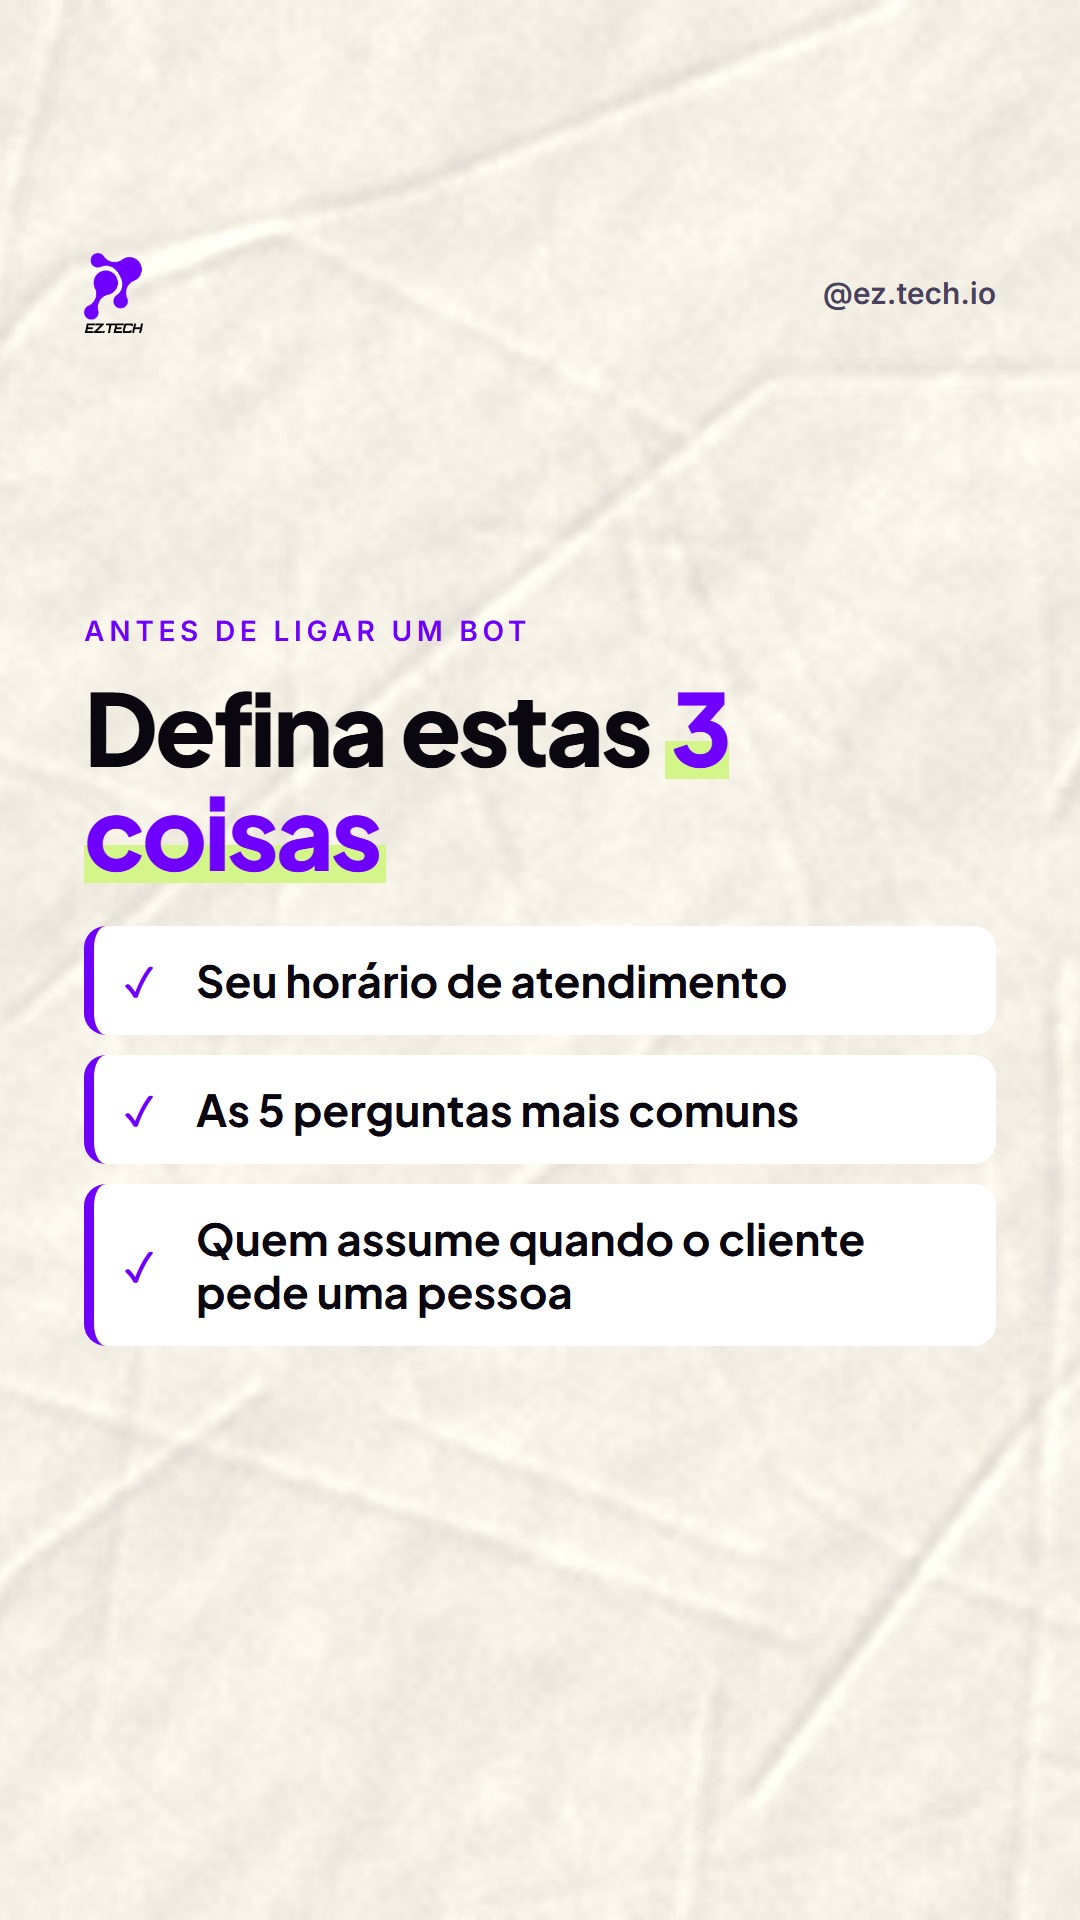 EZ.TECH
@ez.tech.io
ANTES DE LIGAR UM BOT
Defina estas 3
coisas
✓ Seu horário de atendimento
✓ As 5 perguntas mais comuns
✓ Quem assume quando o cliente
pede uma pessoa